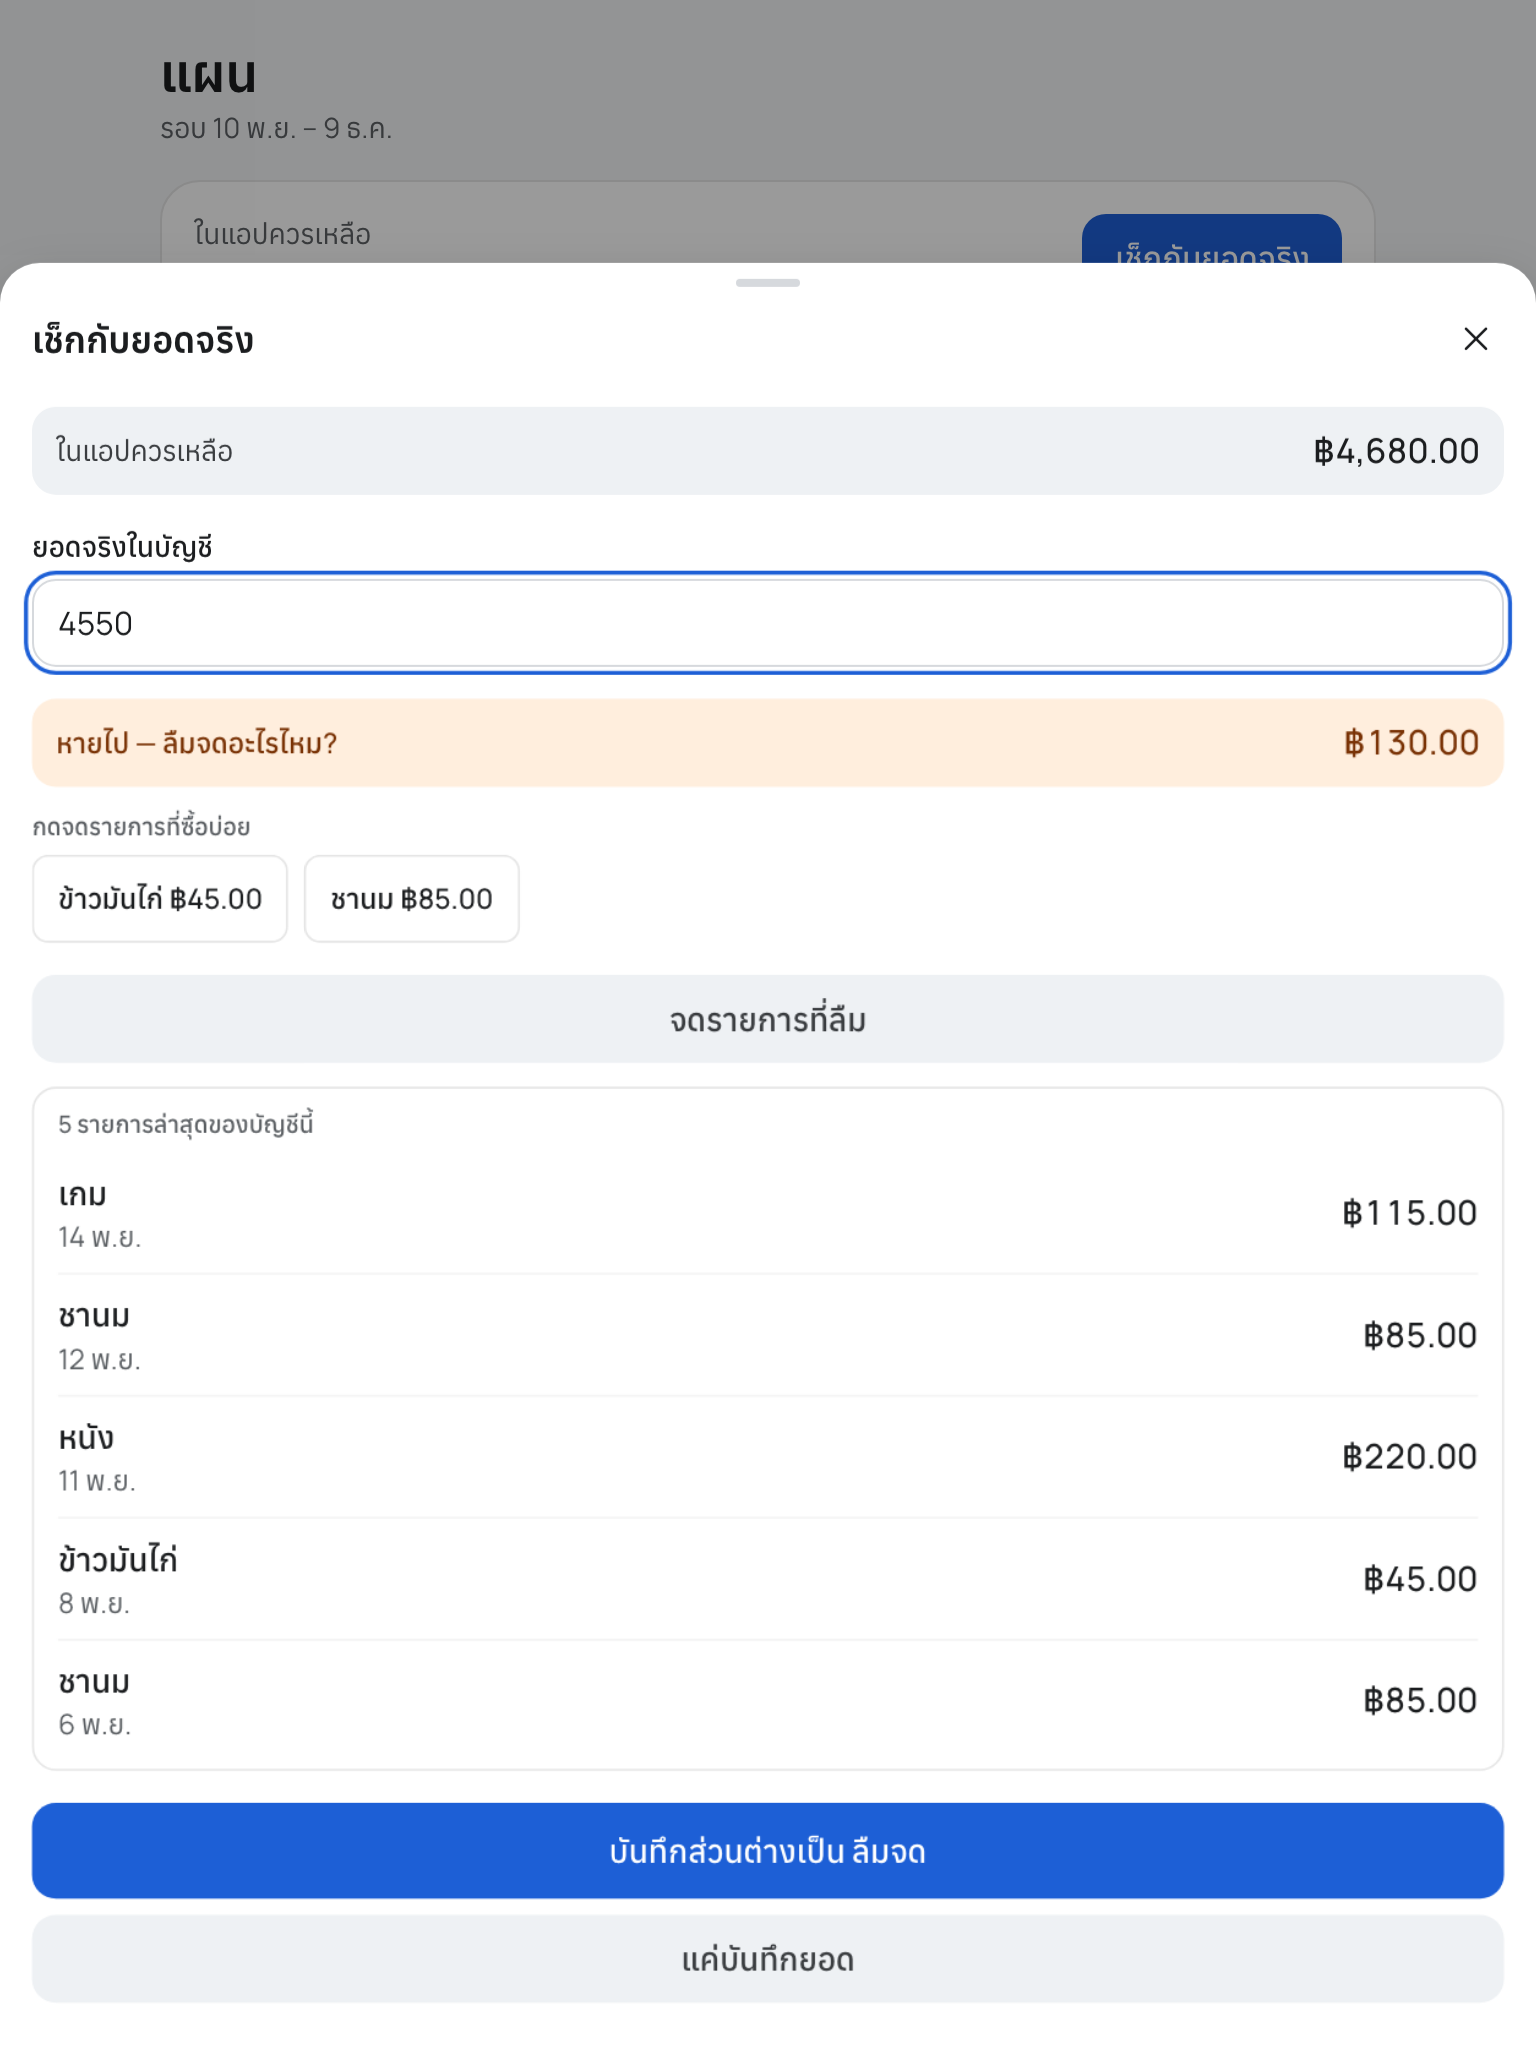 แผน
รอบ 10 พ.ย. – 9 ธ.ค.
ในแอปควรเหลือ
เช็กกับยอดจริง
เช็กกับยอดจริง
ในแอปควรเหลือ ฿4,680.00
ยอดจริงในบัญชี
4550
หายไป — ลืมจดอะไรไหม? ฿130.00
กดจดรายการที่ซื้อบ่อย
ข้าวมันไก่ ฿45.00 ชานม ฿85.00
จดรายการที่ลืม
5 รายการล่าสุดของบัญชีนี้
เกม ฿115.00
14 พ.ย.
ชานม ฿85.00
12 พ.ย.
หนัง ฿220.00
11 พ.ย.
ข้าวมันไก่ ฿45.00
8 พ.ย.
ชานม ฿85.00
6 พ.ย.
บันทึกส่วนต่างเป็น ลืมจด
แค่บันทึกยอด